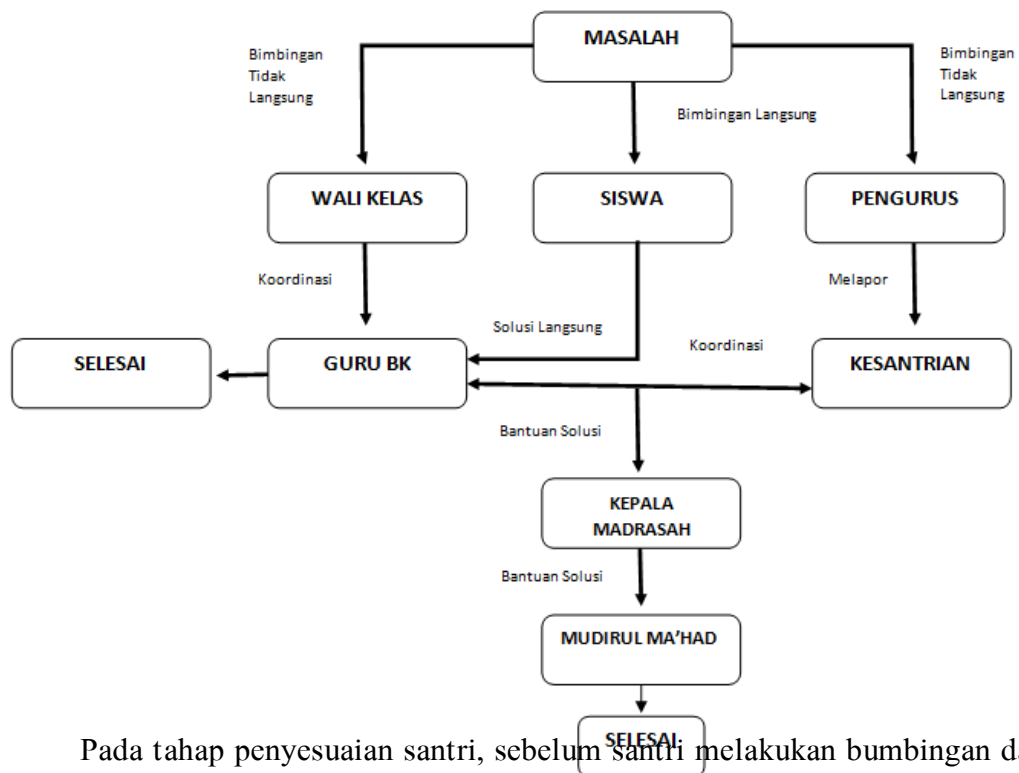 MASALAH
Bimbingan
Tidak
Langsung
Bimbingan Langsung
Bimbingan
Tidak
Langsung
WALI KELAS
SISWA
PENGURUS
Koordinasi
Melapor
Solusi Langsung
Koordinasi
SELESAI
GURU BK
KESANTRIAN
Bantuan Solusi
KEPALA
MADRASAH
Bantuan Solusi
MUDIRUL MA’HAD
SELESAI
Pada tahap penyesuaian santri, sebelum santri melakukan bumbingan d